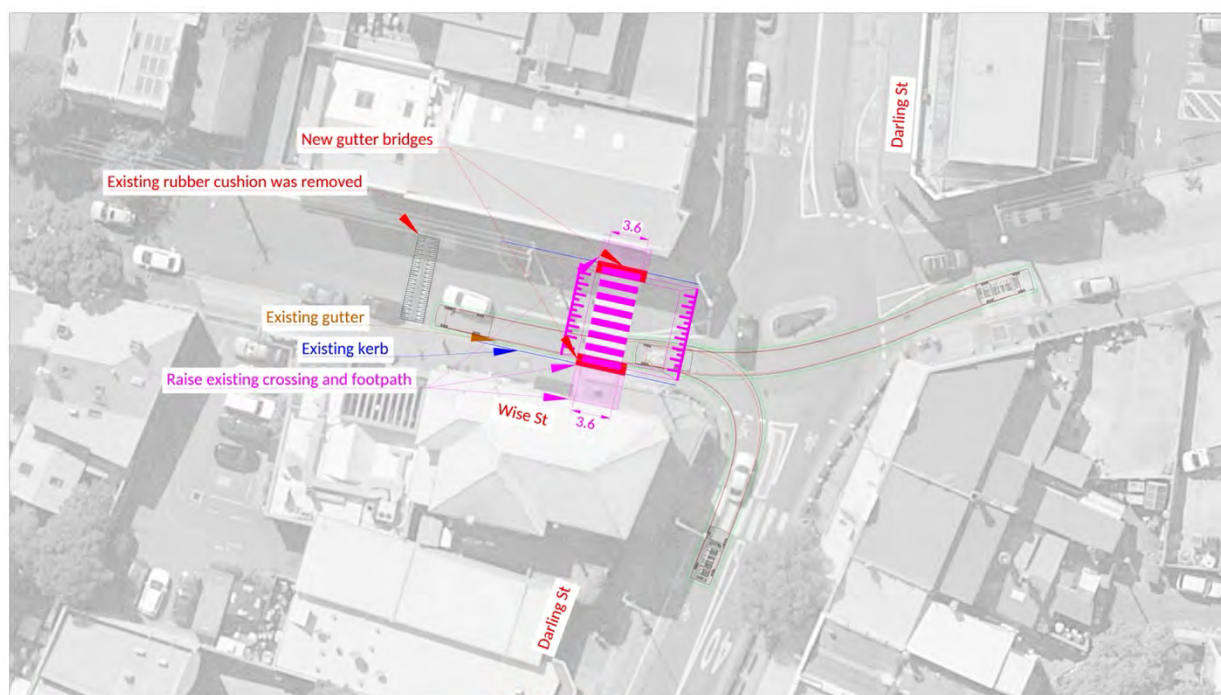 Darling St
New gutter bridges
Existing rubber cushion was removed
3.6
Existing gutter
Existing kerb
Raise existing crossing and footpath
Wise St
3.6
Darling St
40